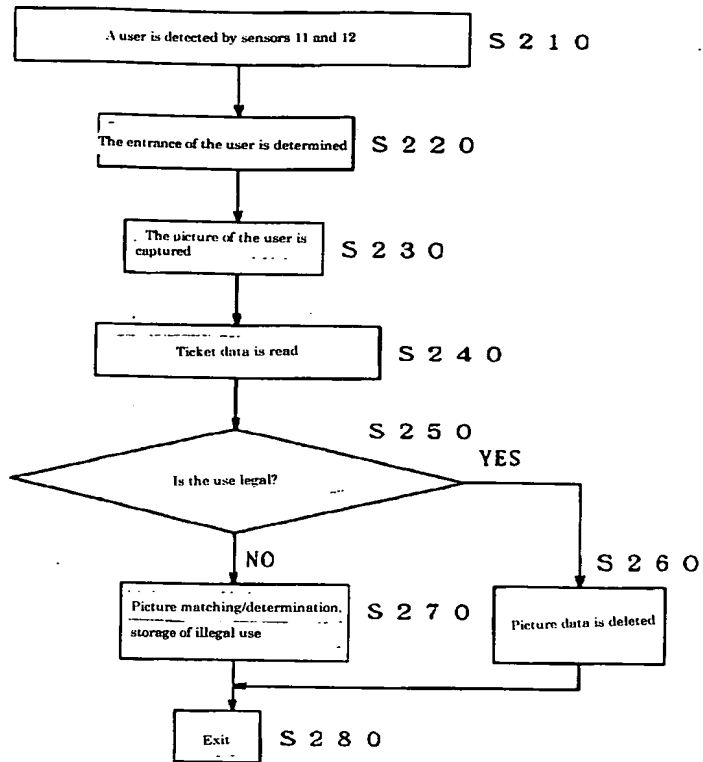 A user is detected by sensors 11 and 12
S 2 1 0
The entrance of the user is determined
S 2 2 0
The picture of the user is
captured
S 2 3 0
Ticket data is read
S 2 4 0
S 2 5 0
Is the use legal?
YES
NO
S 2 6 0
Picture matching/determination,
storage of illegal use
S 2 7 0
Picture data is deleted
Exit
S 2 8 0